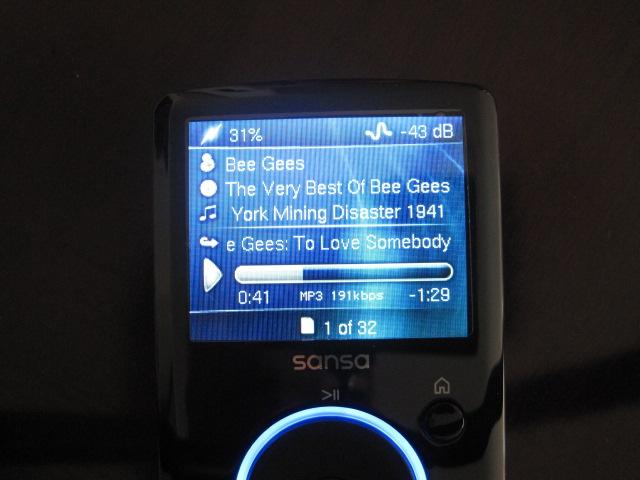 31% -43 dB
Bee Gees
The Very Best Of Bee Gees
York Mining Disaster 1941
e Gees: To Love Somebody
0:41 MP3 191kbps -1:29
1 of 32
sansa